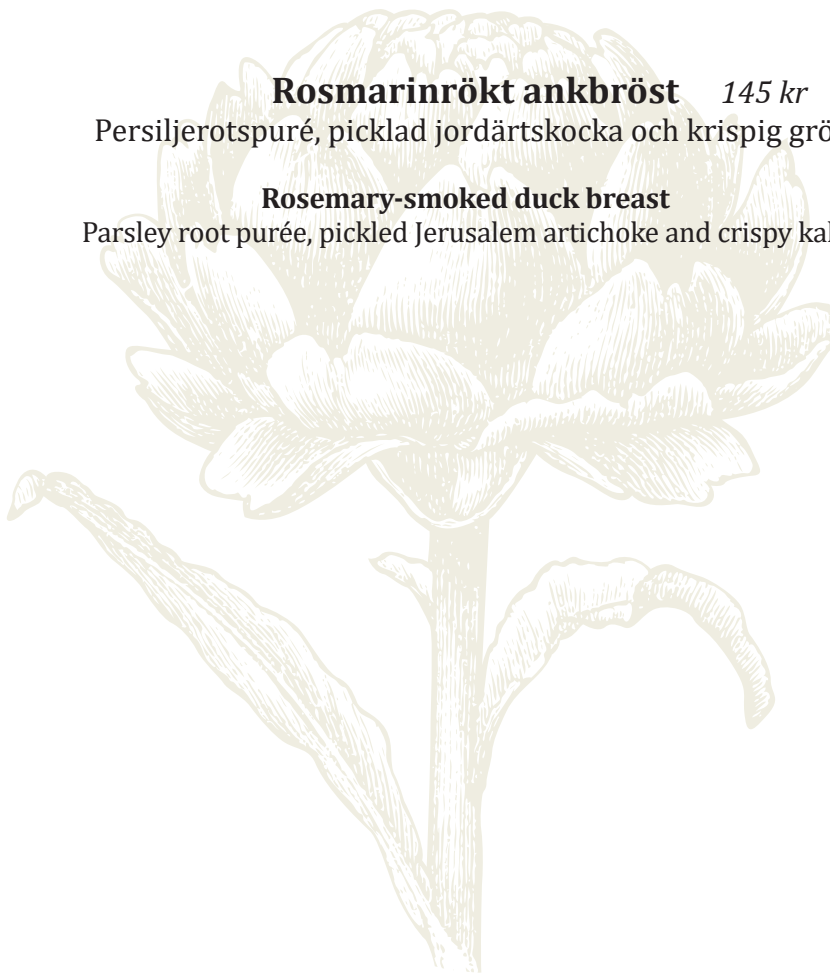 Rosmarinrökt ankbröst 145 kr
Persiljerotspuré, picklad jordärtskocka och krispig
Rosemary-smoked duck breast
Parsley root purée, pickled Jerusalem artichoke and crispy